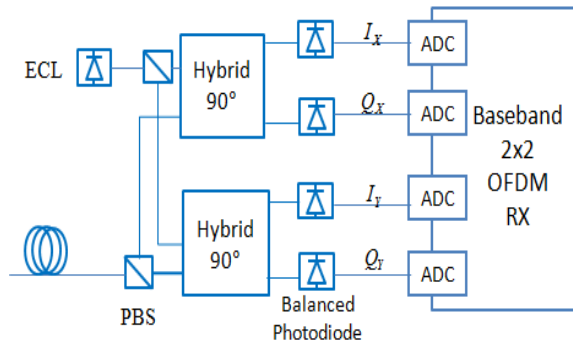 ECL
Hybrid
90°
I_X
ADC
Q_X
ADC
Baseband
2x2
OFDM
RX
Hybrid
90°
I_Y
ADC
Q_Y
ADC
PBS
Balanced
Photodiode